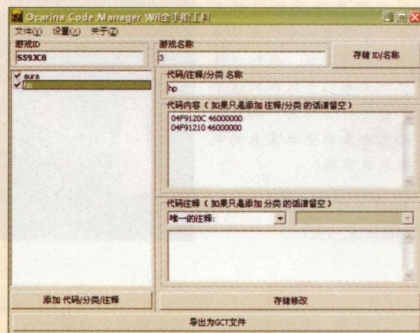 Ocarina Code Manager Wii金手指工具
文件(Y) 设置(X) 关于(Z)
游戏ID
S59JC8
游戏名称
3
存储 ID/名称
aura
hp
代码/注释/分类 名称
hp
代码内容 ( 如果只是添加 注释/分类 的话请留空 )
04F9120C 46000000
04F91210 46000000
代码注释 ( 如果只是添加 分类 的话请留空 )
唯一的注释:
添加 代码/分类/注释
存储修改
导出为GCT文件